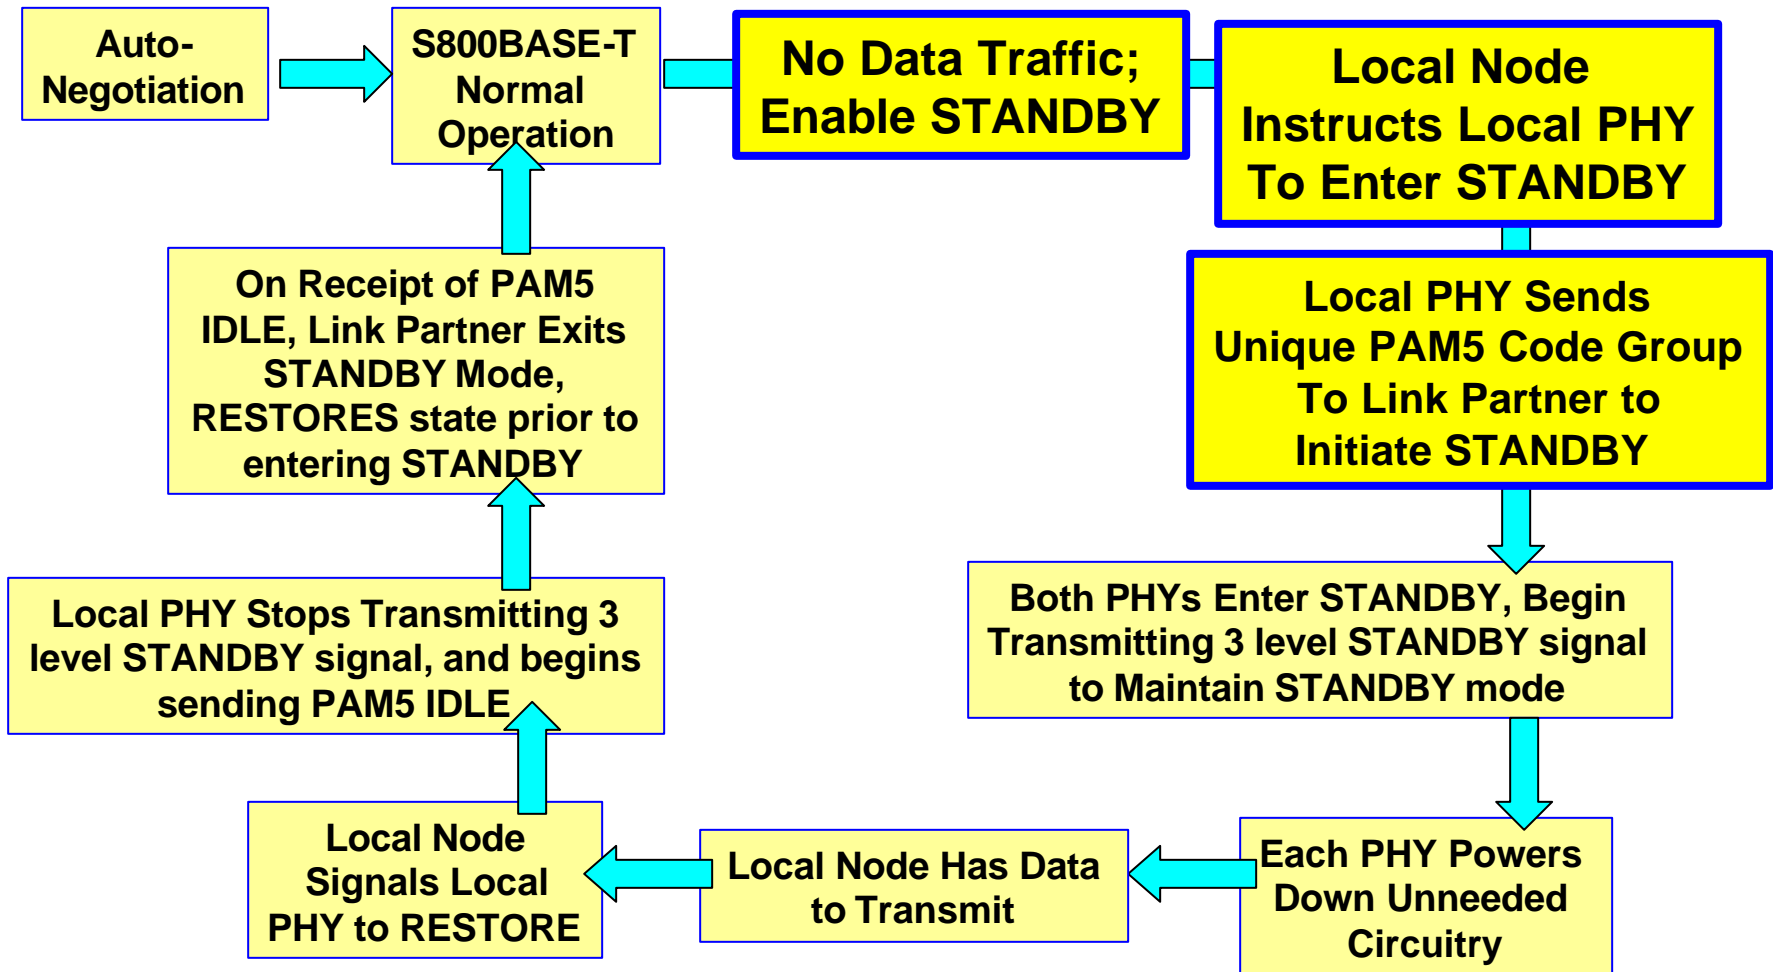 Auto-
Negotiation
S800BASE-T
Normal
Operation
No Data Traffic;
Enable STANDBY
Local Node
Instructs Local PHY
To Enter STANDBY
Local PHY Sends
Unique PAM5 Code Group
To Link Partner to
Initiate STANDBY
Both PHYs Enter STANDBY, Begin
Transmitting 3 level STANDBY signal
to Maintain STANDBY mode
Each PHY Powers
Down Unneeded
Circuitry
Local Node Has Data
to Transmit
Local Node
Signals Local
PHY to RESTORE
Local PHY Stops Transmitting 3
level STANDBY signal, and begins
sending PAM5 IDLE
On Receipt of PAM5
IDLE, Link Partner Exits
STANDBY Mode,
RESTORES state prior to
entering STANDBY